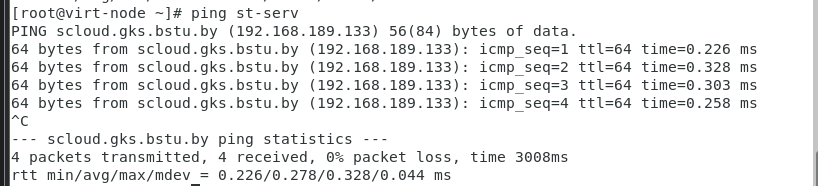 [root@virt-node ~]# ping st-serv
PING scloud.gks.bstu.by (192.168.189.133) 56(84) bytes of data.
64 bytes from scloud.gks.bstu.by (192.168.189.133): icmp_seq=1 ttl=64 time=0.226 ms
64 bytes from scloud.gks.bstu.by (192.168.189.133): icmp_seq=2 ttl=64 time=0.328 ms
64 bytes from scloud.gks.bstu.by (192.168.189.133): icmp_seq=3 ttl=64 time=0.303 ms
64 bytes from scloud.gks.bstu.by (192.168.189.133): icmp_seq=4 ttl=64 time=0.258 ms
^C
--- scloud.gks.bstu.by ping statistics ---
4 packets transmitted, 4 received, 0% packet loss, time 3008ms
rtt min/avg/max/mdev = 0.226/0.278/0.328/0.044 ms